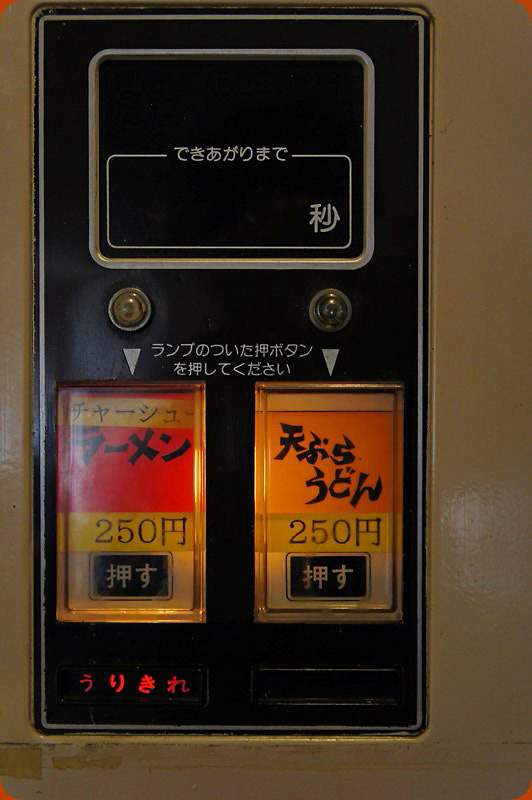 できあがりまで
秒
ランプのついた押ボタン
を押してください
チャーシュー
ラーメン
250円
押す
天ぷら
うどん
250円
押す
うりきれ